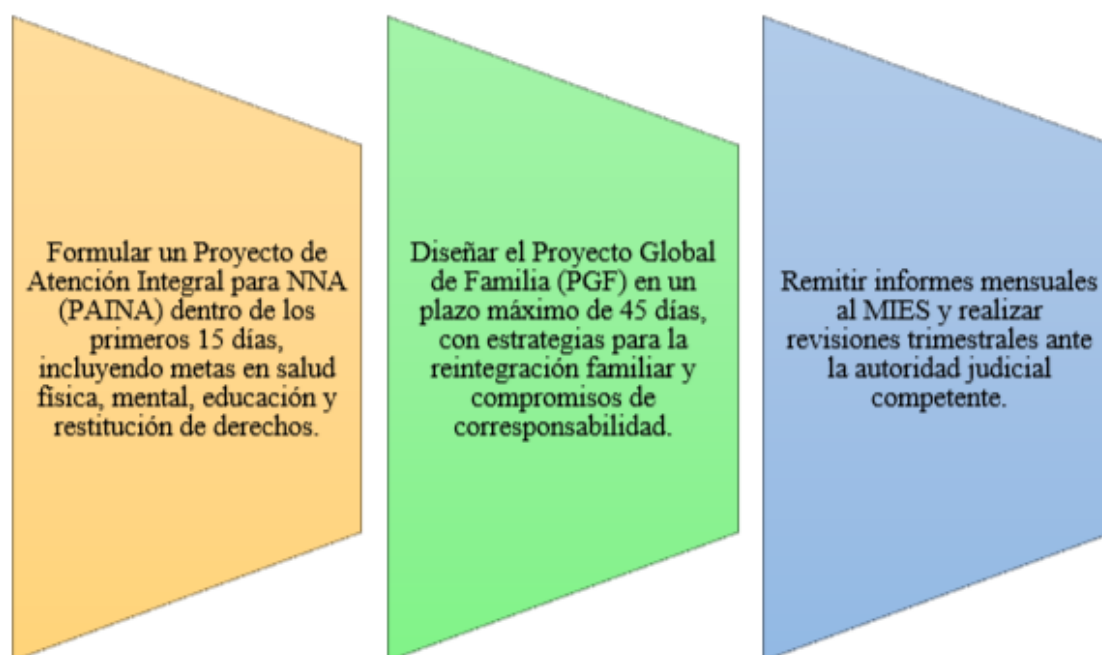 Formular un Proyecto de
Atención Integral para NNA
(PAINA) dentro de los
primeros 15 días,
incluyendo metas en salud
física, mental, educación y
restitución de derechos.
Diseñar el Proyecto Global
de Familia (PGF) en un
plazo máximo de 45 días,
con estrategias para la
reintegración familiar y
compromisos de
corresponsabilidad.
Remitir informes mensuales
al MIES y realizar
revisiones trimestrales ante
la autoridad judicial
competente.